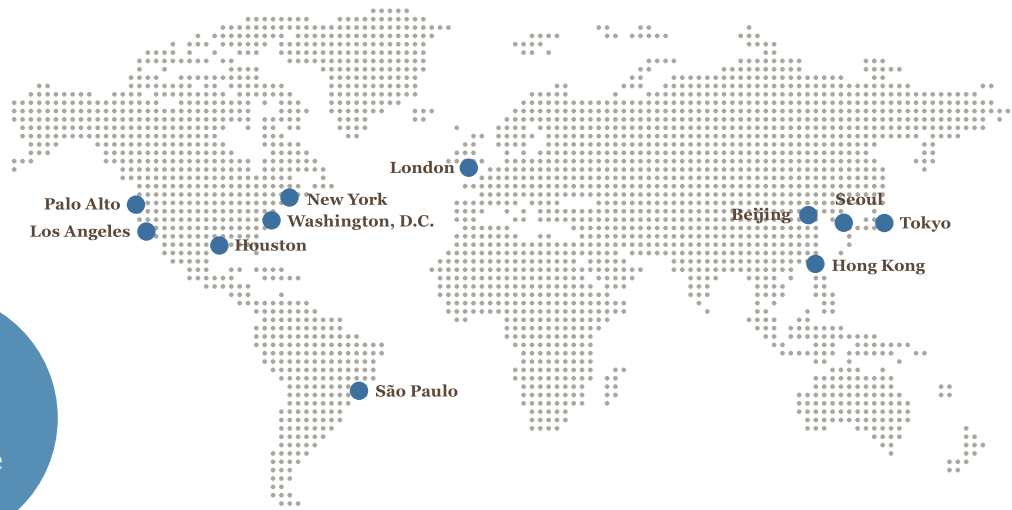 London
New York
Palo Alto
Seoul
Beijing
Washington, D.C.
Tokyo
Los Angeles
Houston
Hong Kong
São Paulo